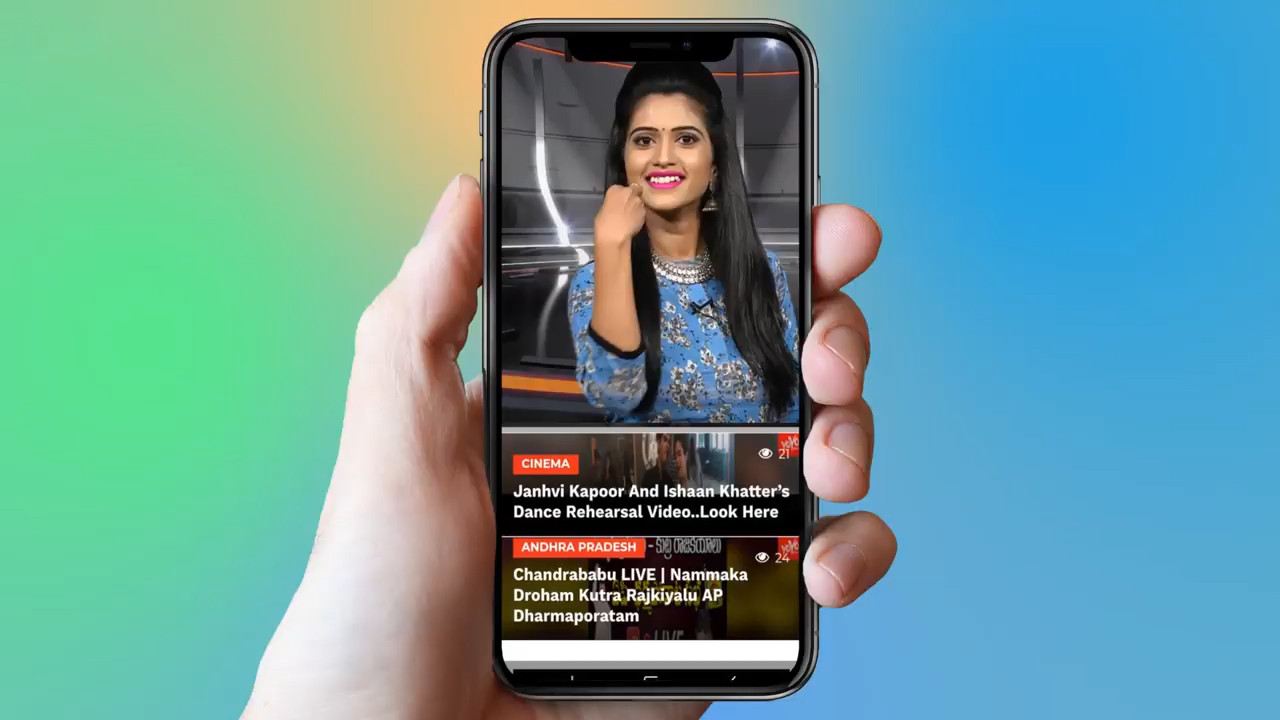 CINEMA
21
Janhvi Kapoor And Ishaan Khatter's
Dance Rehearsal Video..Look Here
ANDHRA PRADESH
24
Chandrababu LIVE | Nammaka
Droham Kutra Rajkiyalu AP
Dharmaporatam
LIVE